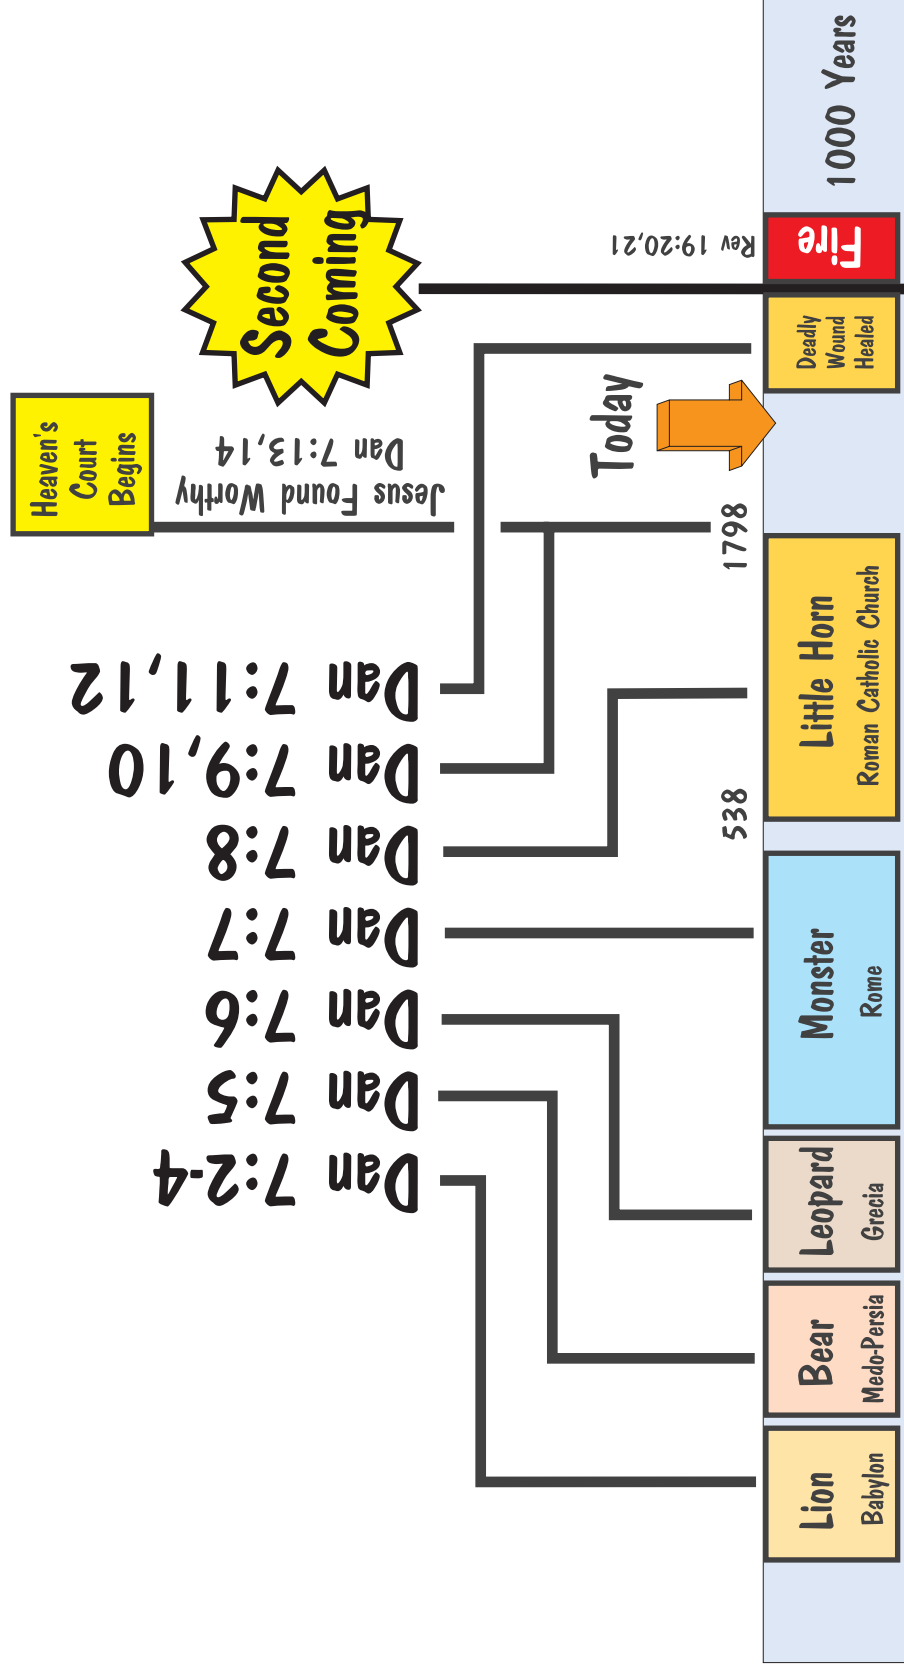 Heaven's
Court
Begins
Jesus Found Worthy
Dan 7:13,14
Second
Coming
Dan 7:2-4
Dan 7:5
Dan 7:6
Dan 7:7
Dan 7:8
Dan 7:9,10
Dan 7:11,12
Today
Rev 19:20,21
538
1798
Lion
Babylon
Bear
Medo-Persia
Leopard
Grecia
Monster
Rome
Little Horn
Roman Catholic Church
Deadly
Wound
Healed
Fire
1000 Years